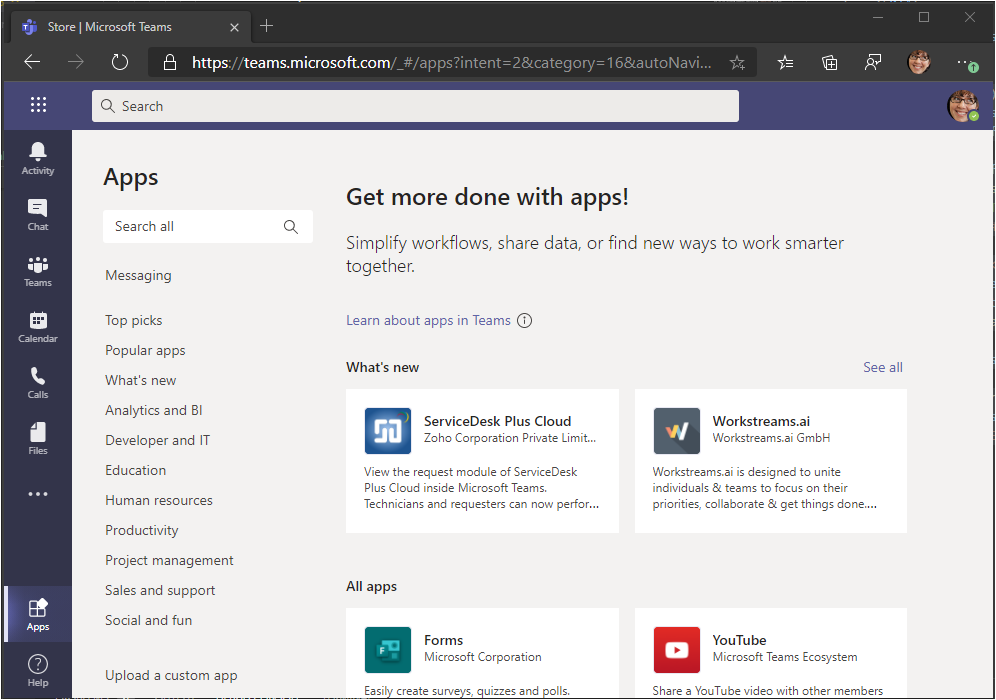 Store | Microsoft Teams
https://teams.microsoft.com/_#/apps?intent=2&category=16&autoNavi...
Search
Activity
Chat
Teams
Calendar
Calls
Files
Apps
Help
Apps
Search all
Messaging
Top picks
Popular apps
What's new
Analytics and BI
Developer and IT
Education
Human resources
Productivity
Project management
Sales and support
Social and fun
Upload a custom app
Get more done with apps!
Simplify workflows, share data, or find new ways to work smarter
together.
Learn about apps in Teams
What's new
See all
ServiceDesk Plus Cloud
Zoho Corporation Private Limit...
View the request module of ServiceDesk
Plus Cloud inside Microsoft Teams.
Technicians and requesters can now perfor...
Workstreams.ai
Workstreams.ai GmbH
Workstreams.ai is designed to unite
individuals & teams to focus on their
priorities, collaborate & get things done....
All apps
Forms
Microsoft Corporation
Easily create surveys, quizzes and polls.
YouTube
Microsoft Teams Ecosystem
Share a YouTube video with other members